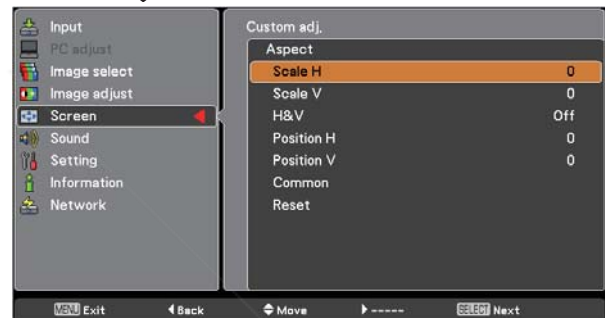 Input
PC adjust
Image select
Image adjust
Screen
Sound
Setting
Information
Network
Custom adj.
Aspect
Scale H 0
Scale V 0
H&V Off
Position H 0
Position V 0
Common
Reset
MENU Exit Back Move ----- SELECT Next